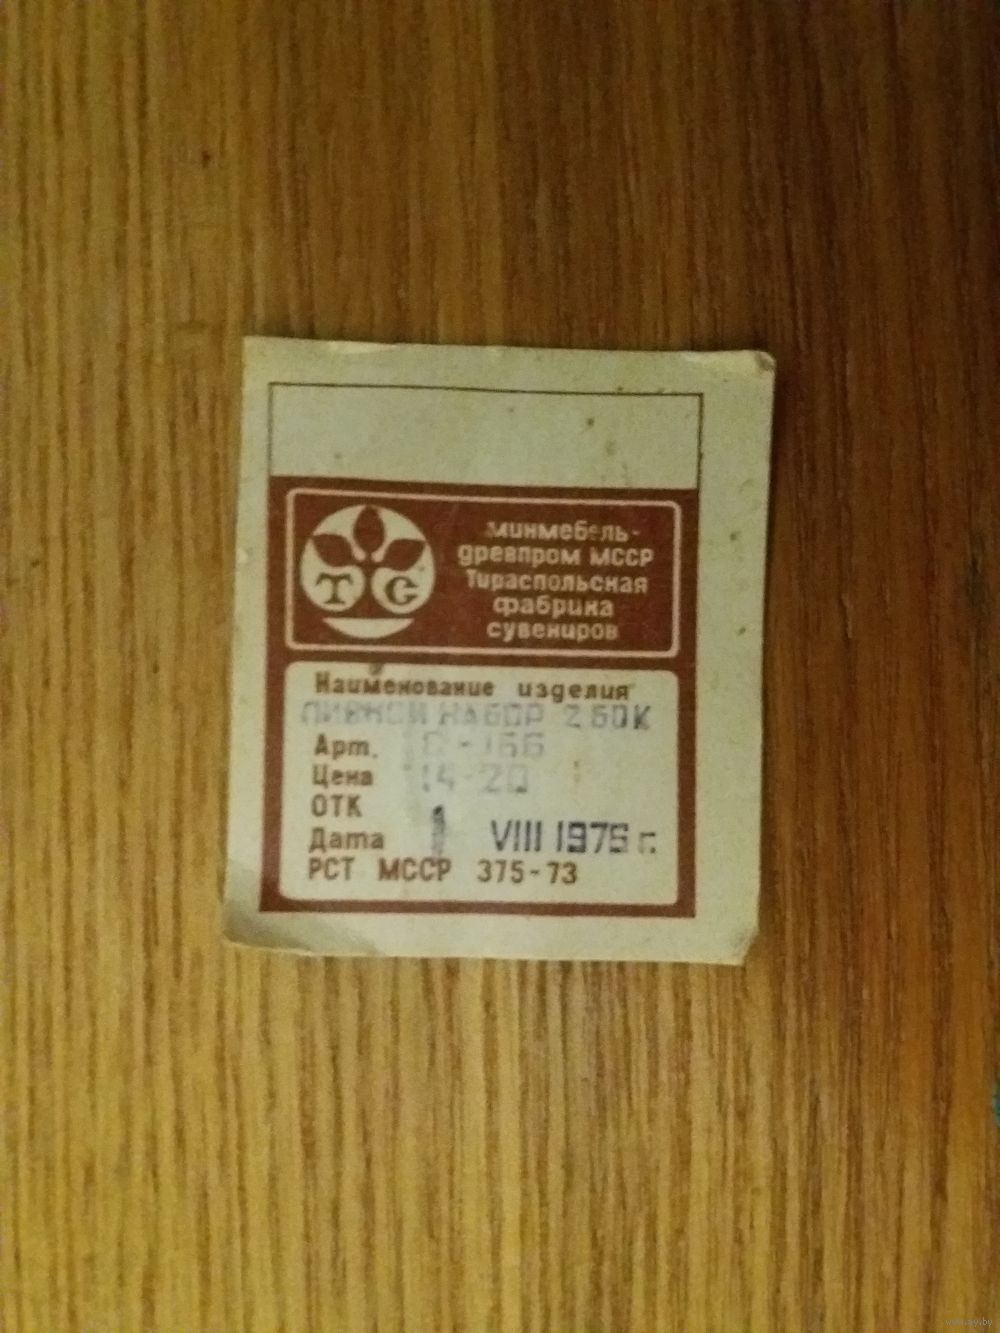 Т С
минмебель-
древпром МССР
Тираспольская
фабрика
сувениров
Наименование изделия
ПИВНОЙ НАБОР 2 БОК
Арт. -166
Цена 14-20
ОТК
Дата VIII 1975 г.
РСТ МССР 375-73